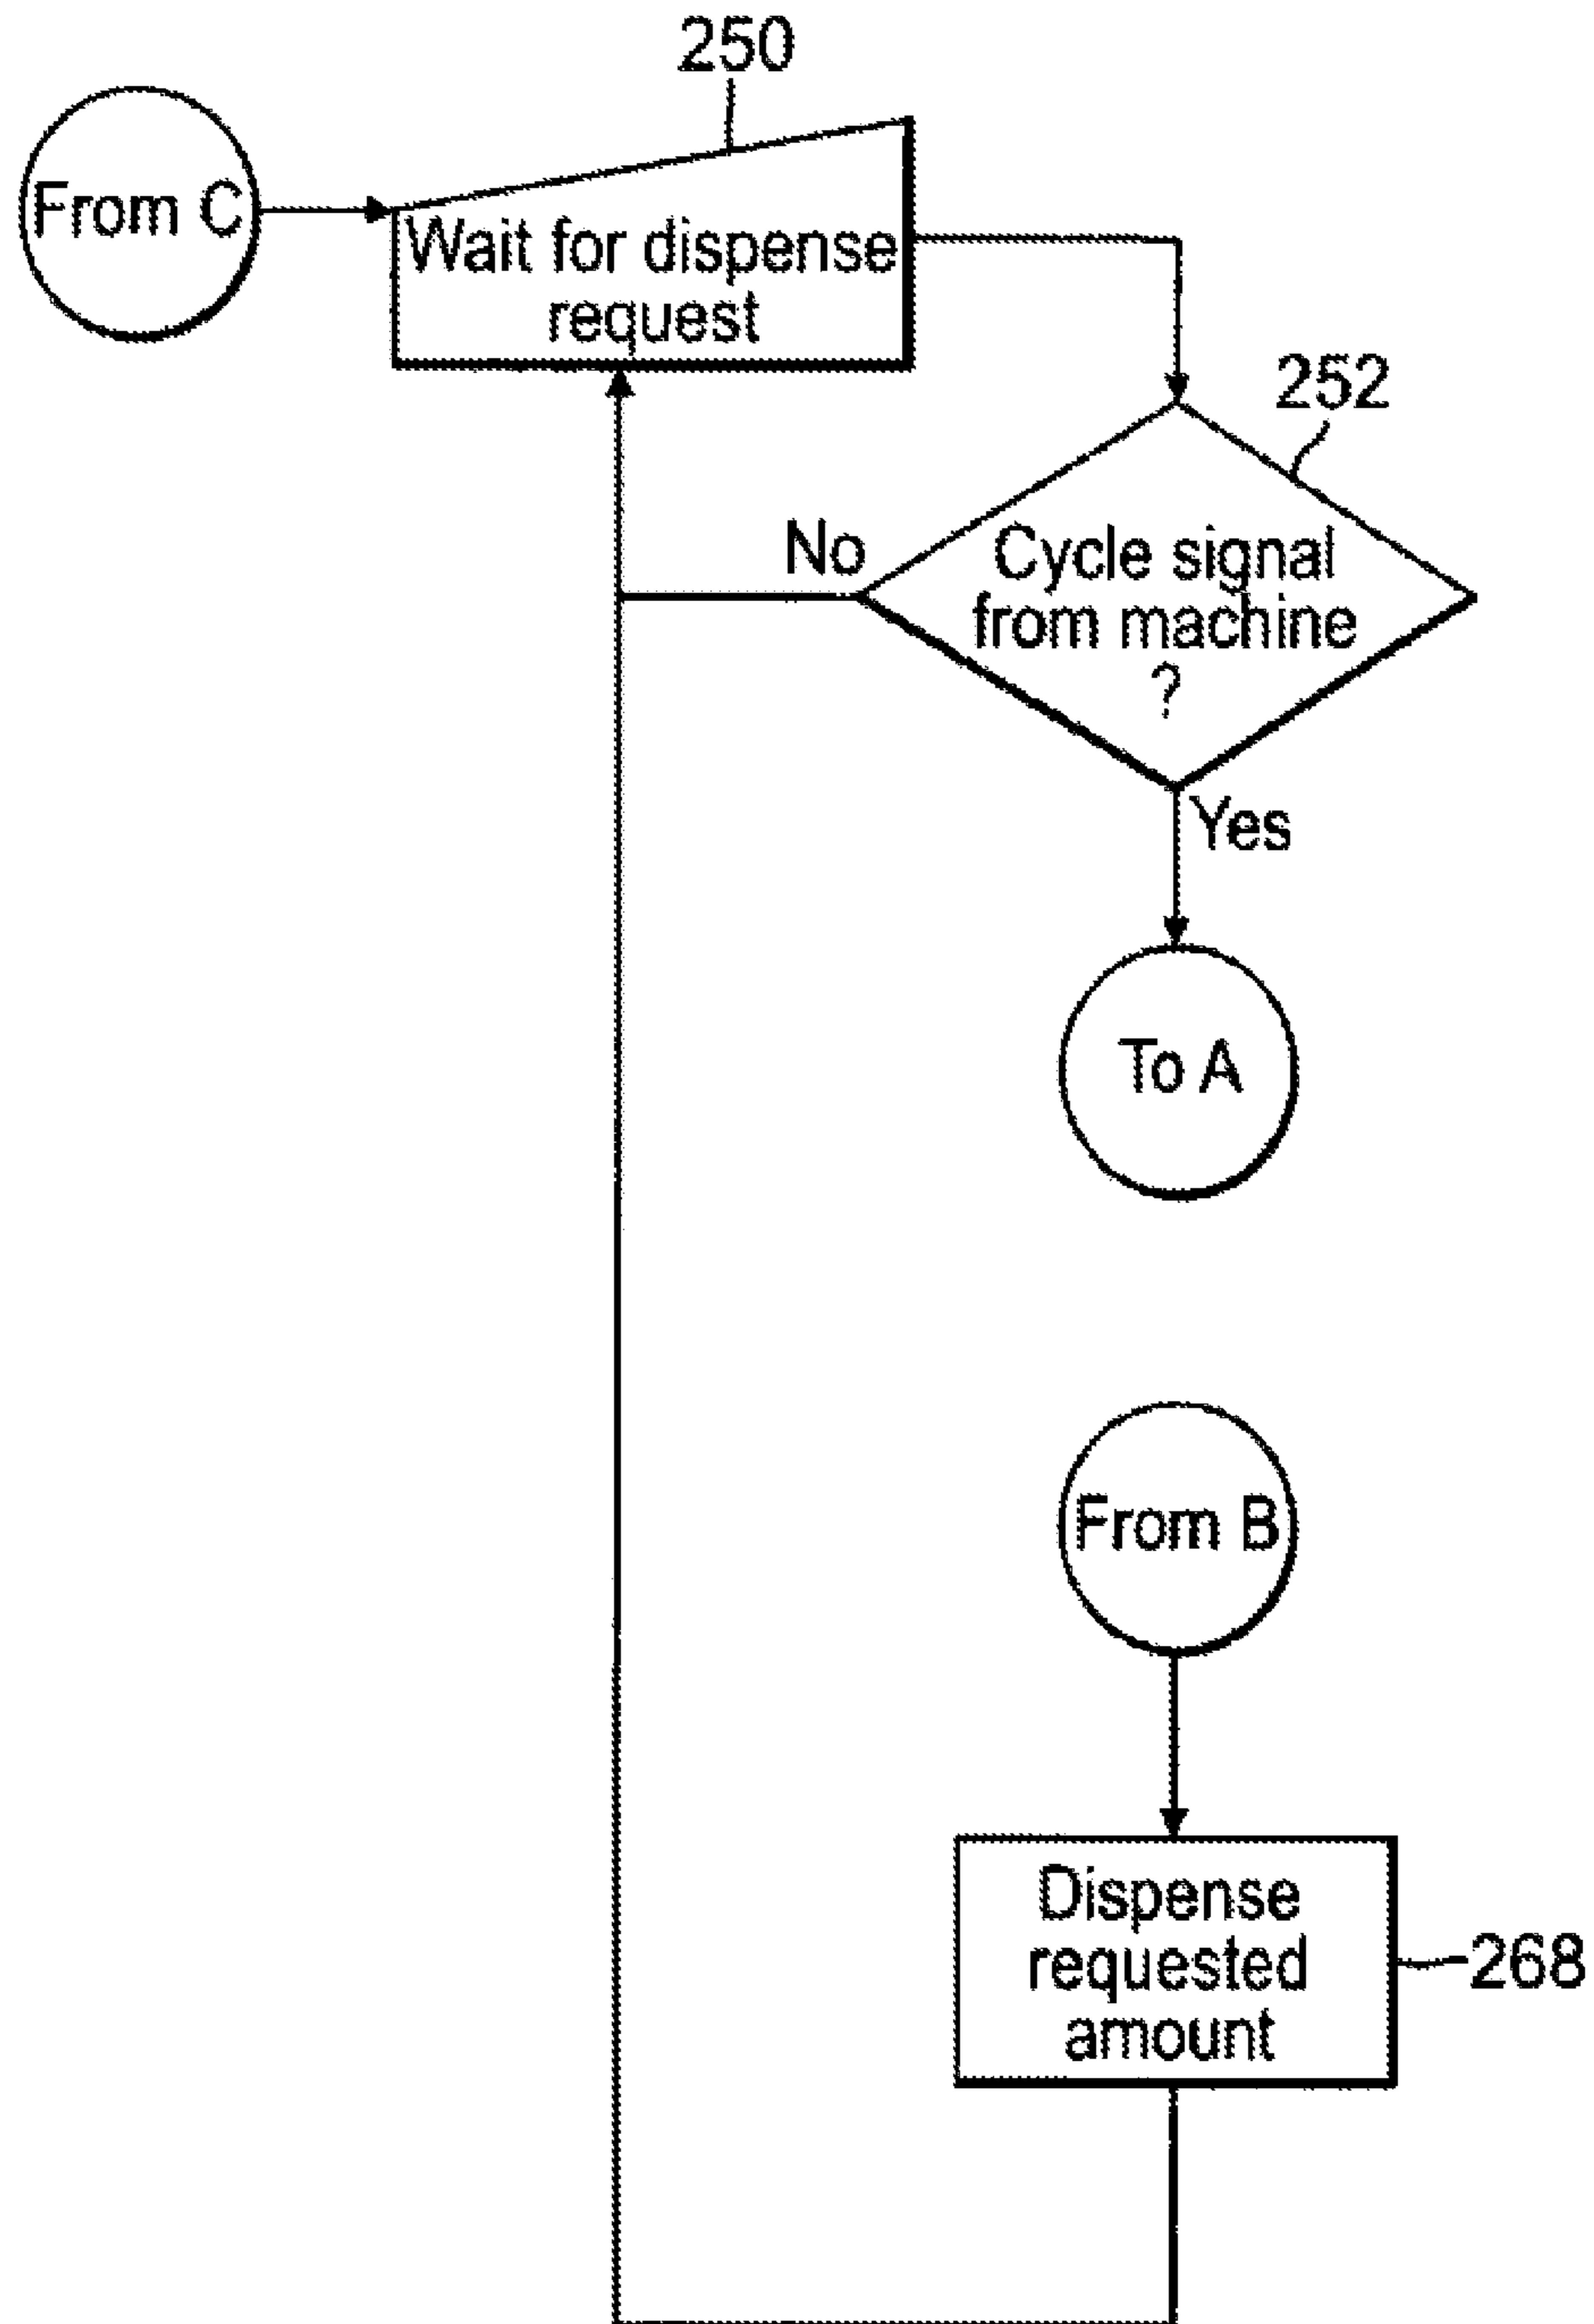 250
From C
Wait for dispense
request
252
No
Cycle signal
from machine
?
Yes
To A
From B
Dispense
requested
amount
268